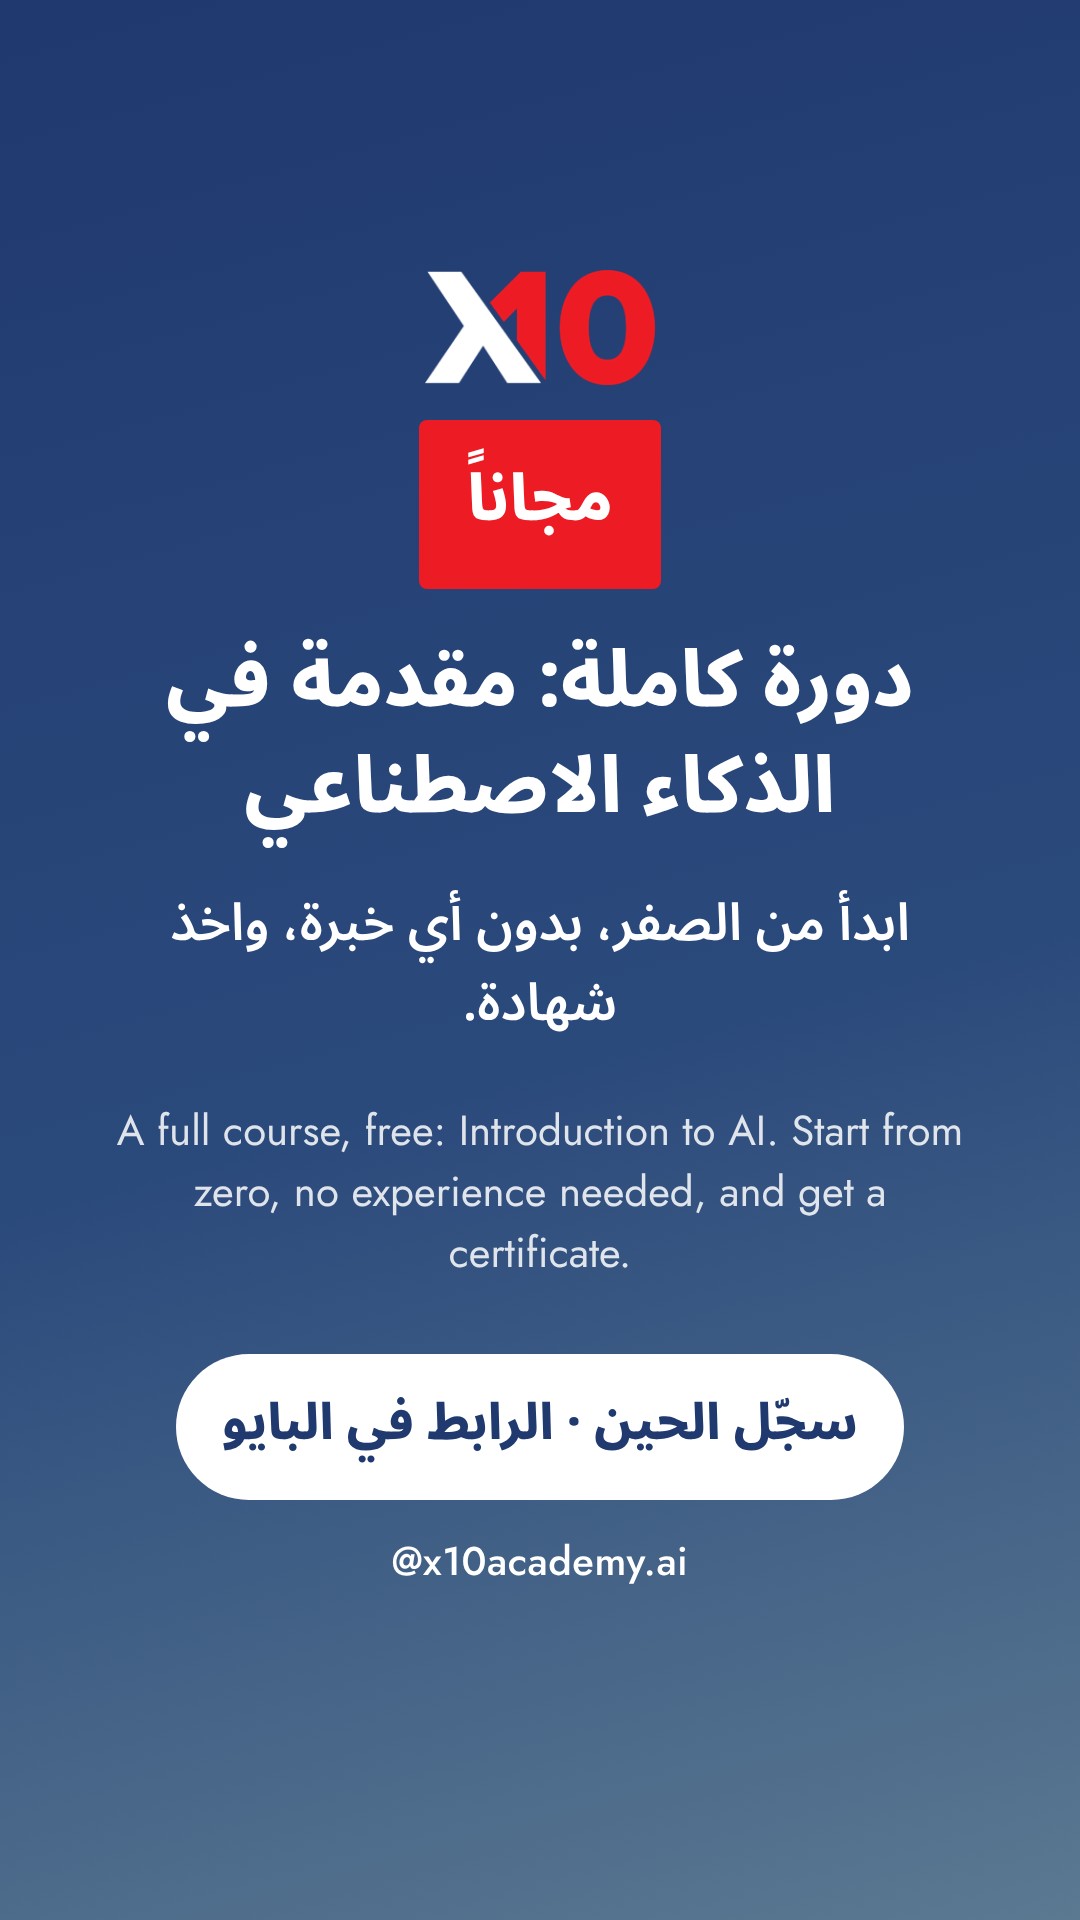 X10
مجاناً
دورة كاملة: مقدمة في
الذكاء الاصطناعي
ابدأ من الصفر، بدون أي خبرة، واخذ
شهادة.
A full course, free: Introduction to AI. Start from
zero, no experience needed, and get a
certificate.
سجّل الحين · الرابط في البايو
@x10academy.ai